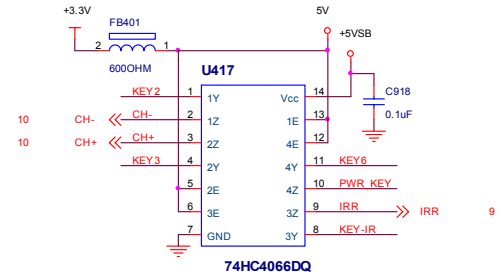 +3.3V
5V
FB401
+5VSB
2
1
600OHM
U417
KEY2 1 1Y Vcc 14 C918
10 CH- CH- 2 1Z 1E 13 0.1uF
10 CH+ CH+ 3 2Z 4E 12
KEY3 4 2Y 4Y 11 KEY6
5 2E 4Z 10 PWR_KEY
6 3E 3Z 9 IRR IRR 9
7 GND 3Y 8 KEY-IR
74HC4066DQ